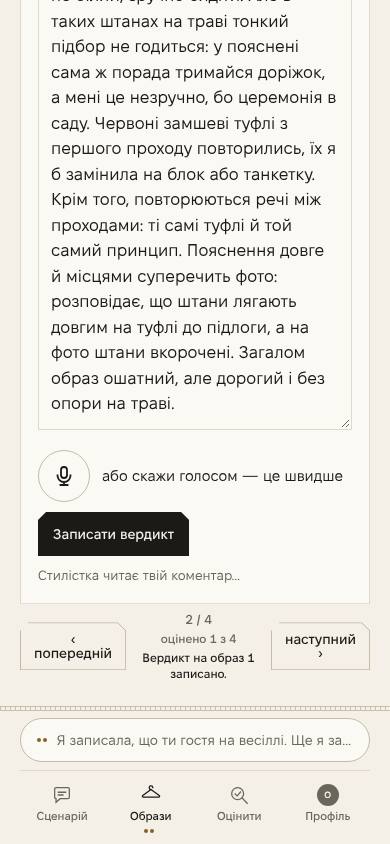 таких штанах на траві тонкий
підбор не годиться: у пояснені
сама ж порада тримайся доріжок,
а мені це незручно, бо церемонія в
саду. Червоні замшеві туфлі з
першого проходу повторились, їх я
б замінила на блок або танкетку.
Крім того, повторюються речі між
проходами: ті самі туфлі й той
самий принцип. Пояснення довге
й місцями суперечить фото:
розповідає, що штани лягають
довгим на туфлі до підлоги, а на
фото штани вкорочені. Загалом
образ ошатний, але дорогий і без
опори на траві.
або скажи голосом — це швидше
Записати вердикт
Стилістка читає твій коментар...
‹
попередній
2 / 4
оцінено 1 з 4
Вердикт на образ 1
записано.
наступний
›
Я записала, що ти гостя на весіллі. Ще я за...
Сценарій
Образи
Оцінити
О
Профіль